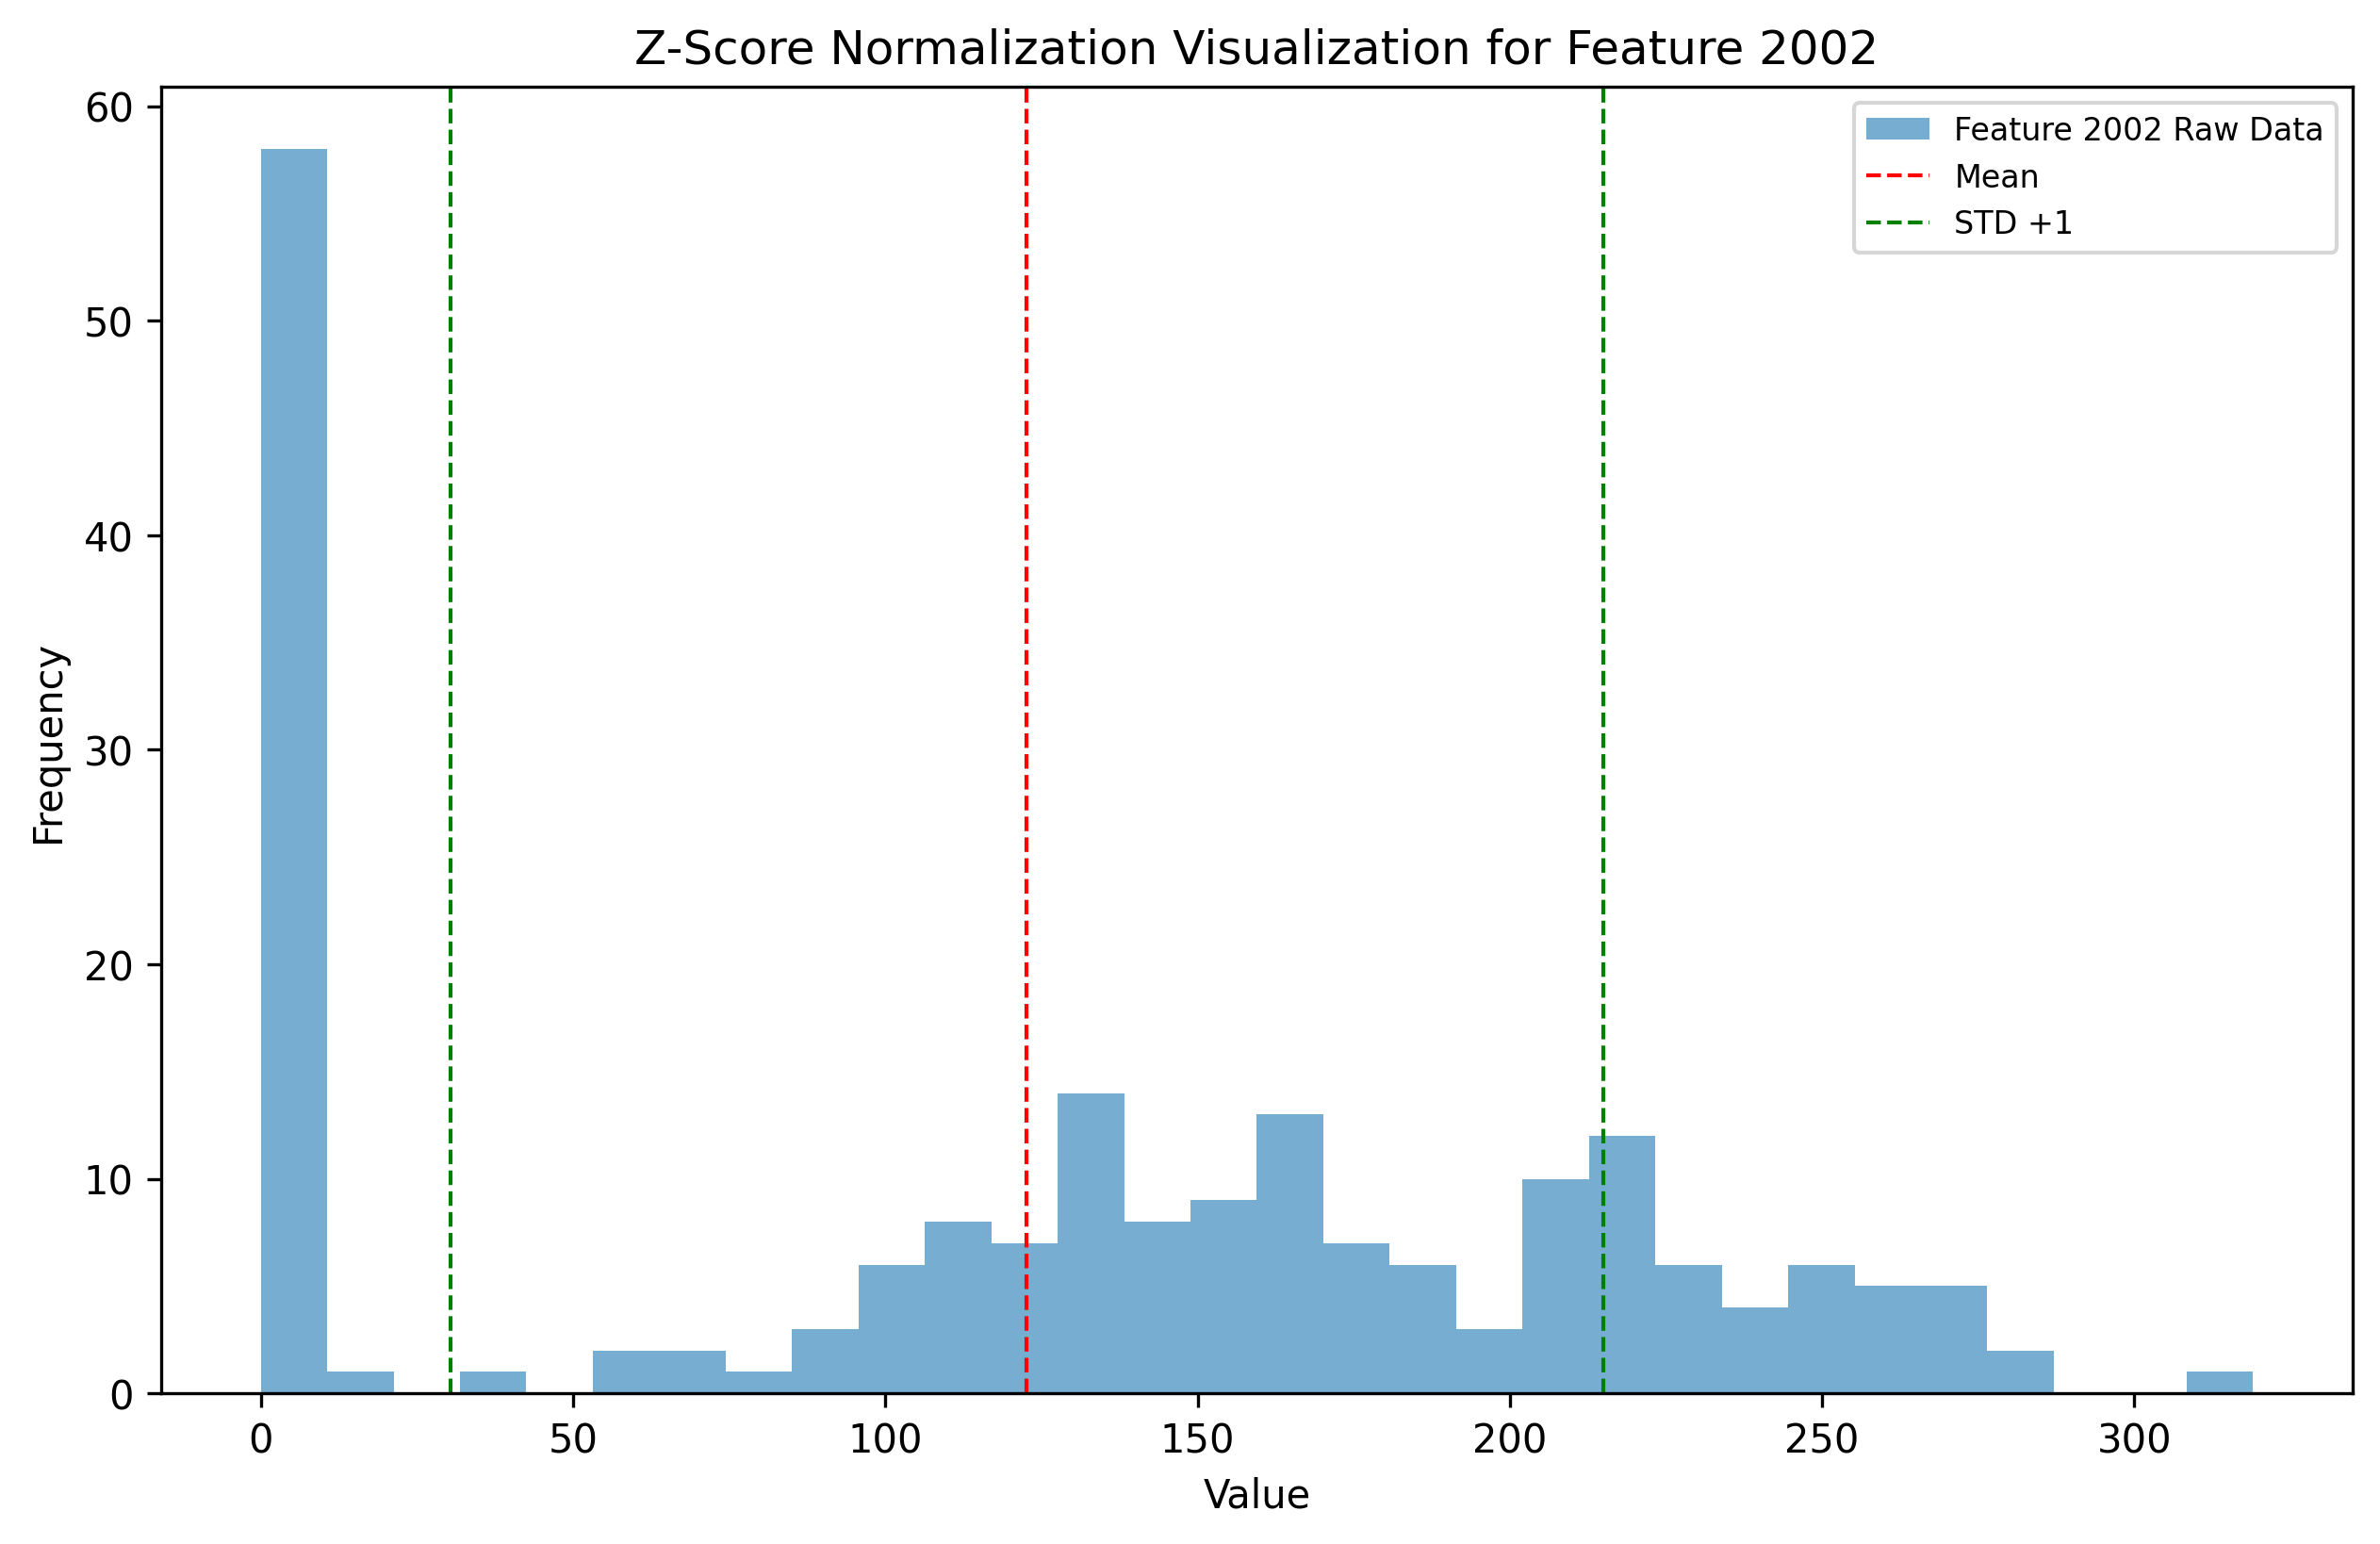 Z-Score Normalization Visualization for Feature 2002
Feature 2002 Raw Data
Mean
STD +1
60
50
40
30
20
10
0
Frequency
0 50 100 150 200 250 300
Value